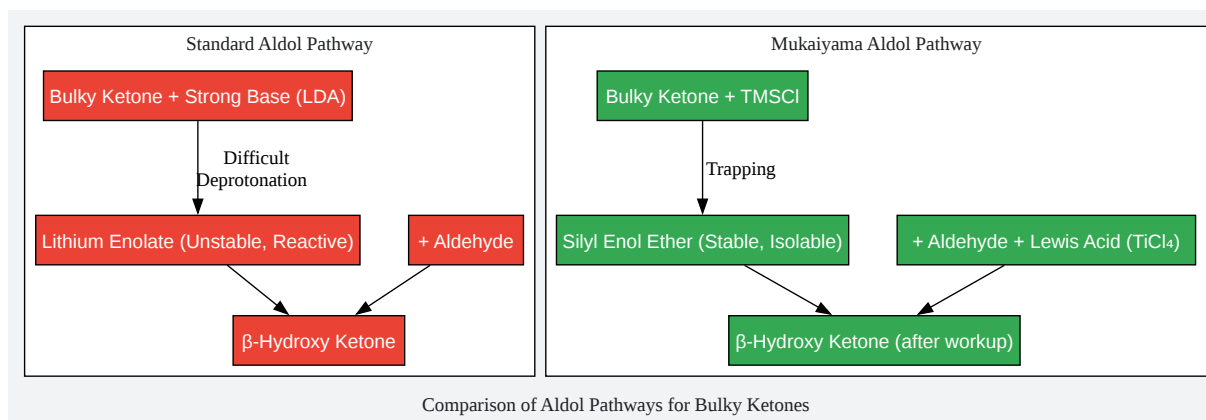 Standard Aldol Pathway
Bulky Ketone + Strong Base (LDA)
Difficult
Deprotonation
Lithium Enolate (Unstable, Reactive)
+ Aldehyde
β-Hydroxy Ketone
Mukaiyama Aldol Pathway
Bulky Ketone + TMSCl
Trapping
Silyl Enol Ether (Stable, Isolable)
+ Aldehyde + Lewis Acid (TiCl₄)
β-Hydroxy Ketone (after workup)
Comparison of Aldol Pathways for Bulky Ketones